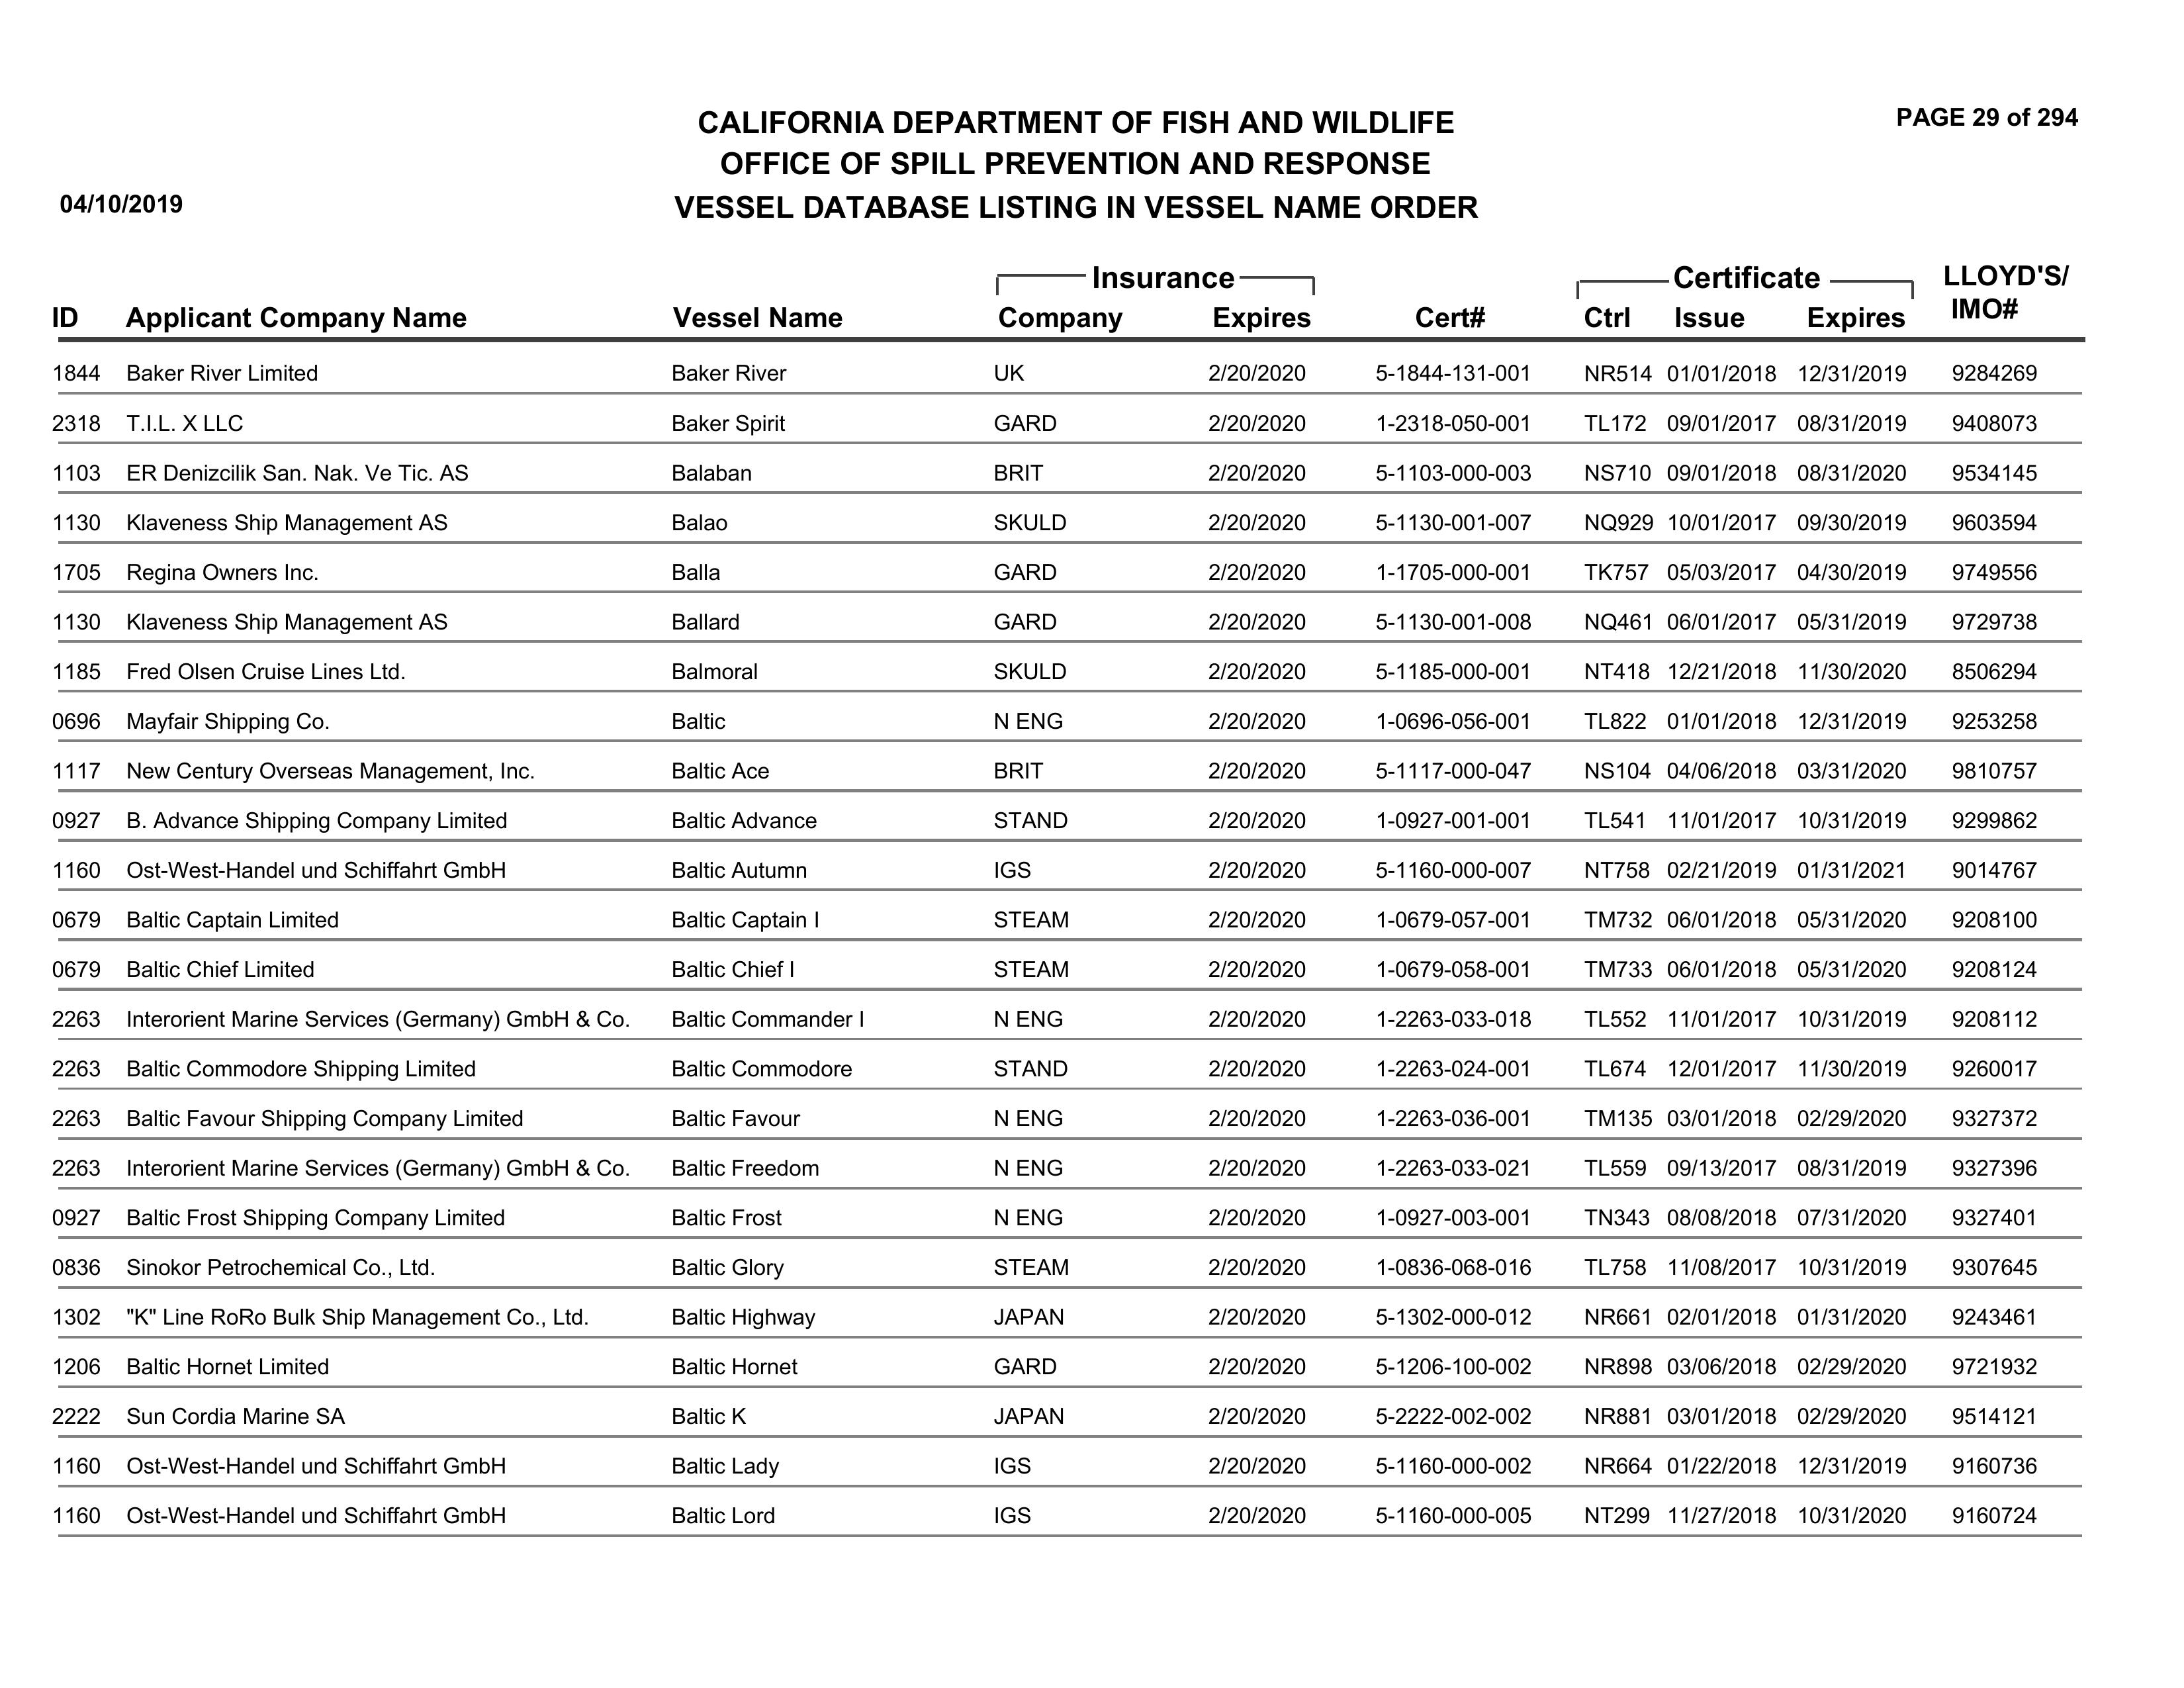 PAGE 29 of 294
CALIFORNIA DEPARTMENT OF FISH AND WILDLIFE
OFFICE OF SPILL PREVENTION AND RESPONSE
04/10/2019 VESSEL DATABASE LISTING IN VESSEL NAME ORDER
Insurance Certificate LLOYD'S/
ID Applicant Company Name Vessel Name Company Expires Cert# Ctrl Issue Expires IMO#
1844 Baker River Limited Baker River UK 2/20/2020 5-1844-131-001 NR514 01/01/2018 12/31/2019 9284269
2318 T.I.L. X LLC Baker Spirit GARD 2/20/2020 1-2318-050-001 TL172 09/01/2017 08/31/2019 9408073
1103 ER Denizcilik San. Nak. Ve Tic. AS Balaban BRIT 2/20/2020 5-1103-000-003 NS710 09/01/2018 08/31/2020 9534145
1130 Klaveness Ship Management AS Balao SKULD 2/20/2020 5-1130-001-007 NQ929 10/01/2017 09/30/2019 9603594
1705 Regina Owners Inc. Balla GARD 2/20/2020 1-1705-000-001 TK757 05/03/2017 04/30/2019 9749556
1130 Klaveness Ship Management AS Ballard GARD 2/20/2020 5-1130-001-008 NQ461 06/01/2017 05/31/2019 9729738
1185 Fred Olsen Cruise Lines Ltd. Balmoral SKULD 2/20/2020 5-1185-000-001 NT418 12/21/2018 11/30/2020 8506294
0696 Mayfair Shipping Co. Baltic N ENG 2/20/2020 1-0696-056-001 TL822 01/01/2018 12/31/2019 9253258
1117 New Century Overseas Management, Inc. Baltic Ace BRIT 2/20/2020 5-1117-000-047 NS104 04/06/2018 03/31/2020 9810757
0927 B. Advance Shipping Company Limited Baltic Advance STAND 2/20/2020 1-0927-001-001 TL541 11/01/2017 10/31/2019 9299862
1160 Ost-West-Handel und Schiffahrt GmbH Baltic Autumn IGS 2/20/2020 5-1160-000-007 NT758 02/21/2019 01/31/2021 9014767
0679 Baltic Captain Limited Baltic Captain I STEAM 2/20/2020 1-0679-057-001 TM732 06/01/2018 05/31/2020 9208100
0679 Baltic Chief Limited Baltic Chief I STEAM 2/20/2020 1-0679-058-001 TM733 06/01/2018 05/31/2020 9208124
2263 Interorient Marine Services (Germany) GmbH & Co. Baltic Commander I N ENG 2/20/2020 1-2263-033-018 TL552 11/01/2017 10/31/2019 9208112
2263 Baltic Commodore Shipping Limited Baltic Commodore STAND 2/20/2020 1-2263-024-001 TL674 12/01/2017 11/30/2019 9260017
2263 Baltic Favour Shipping Company Limited Baltic Favour N ENG 2/20/2020 1-2263-036-001 TM135 03/01/2018 02/29/2020 9327372
2263 Interorient Marine Services (Germany) GmbH & Co. Baltic Freedom N ENG 2/20/2020 1-2263-033-021 TL559 09/13/2017 08/31/2019 9327396
0927 Baltic Frost Shipping Company Limited Baltic Frost N ENG 2/20/2020 1-0927-003-001 TN343 08/08/2018 07/31/2020 9327401
0836 Sinokor Petrochemical Co., Ltd. Baltic Glory STEAM 2/20/2020 1-0836-068-016 TL758 11/08/2017 10/31/2019 9307645
1302 "K" Line RoRo Bulk Ship Management Co., Ltd. Baltic Highway JAPAN 2/20/2020 5-1302-000-012 NR661 02/01/2018 01/31/2020 9243461
1206 Baltic Hornet Limited Baltic Hornet GARD 2/20/2020 5-1206-100-002 NR898 03/06/2018 02/29/2020 9721932
2222 Sun Cordia Marine SA Baltic K JAPAN 2/20/2020 5-2222-002-002 NR881 03/01/2018 02/29/2020 9514121
1160 Ost-West-Handel und Schiffahrt GmbH Baltic Lady IGS 2/20/2020 5-1160-000-002 NR664 01/22/2018 12/31/2019 9160736
1160 Ost-West-Handel und Schiffahrt GmbH Baltic Lord IGS 2/20/2020 5-1160-000-005 NT299 11/27/2018 10/31/2020 9160724